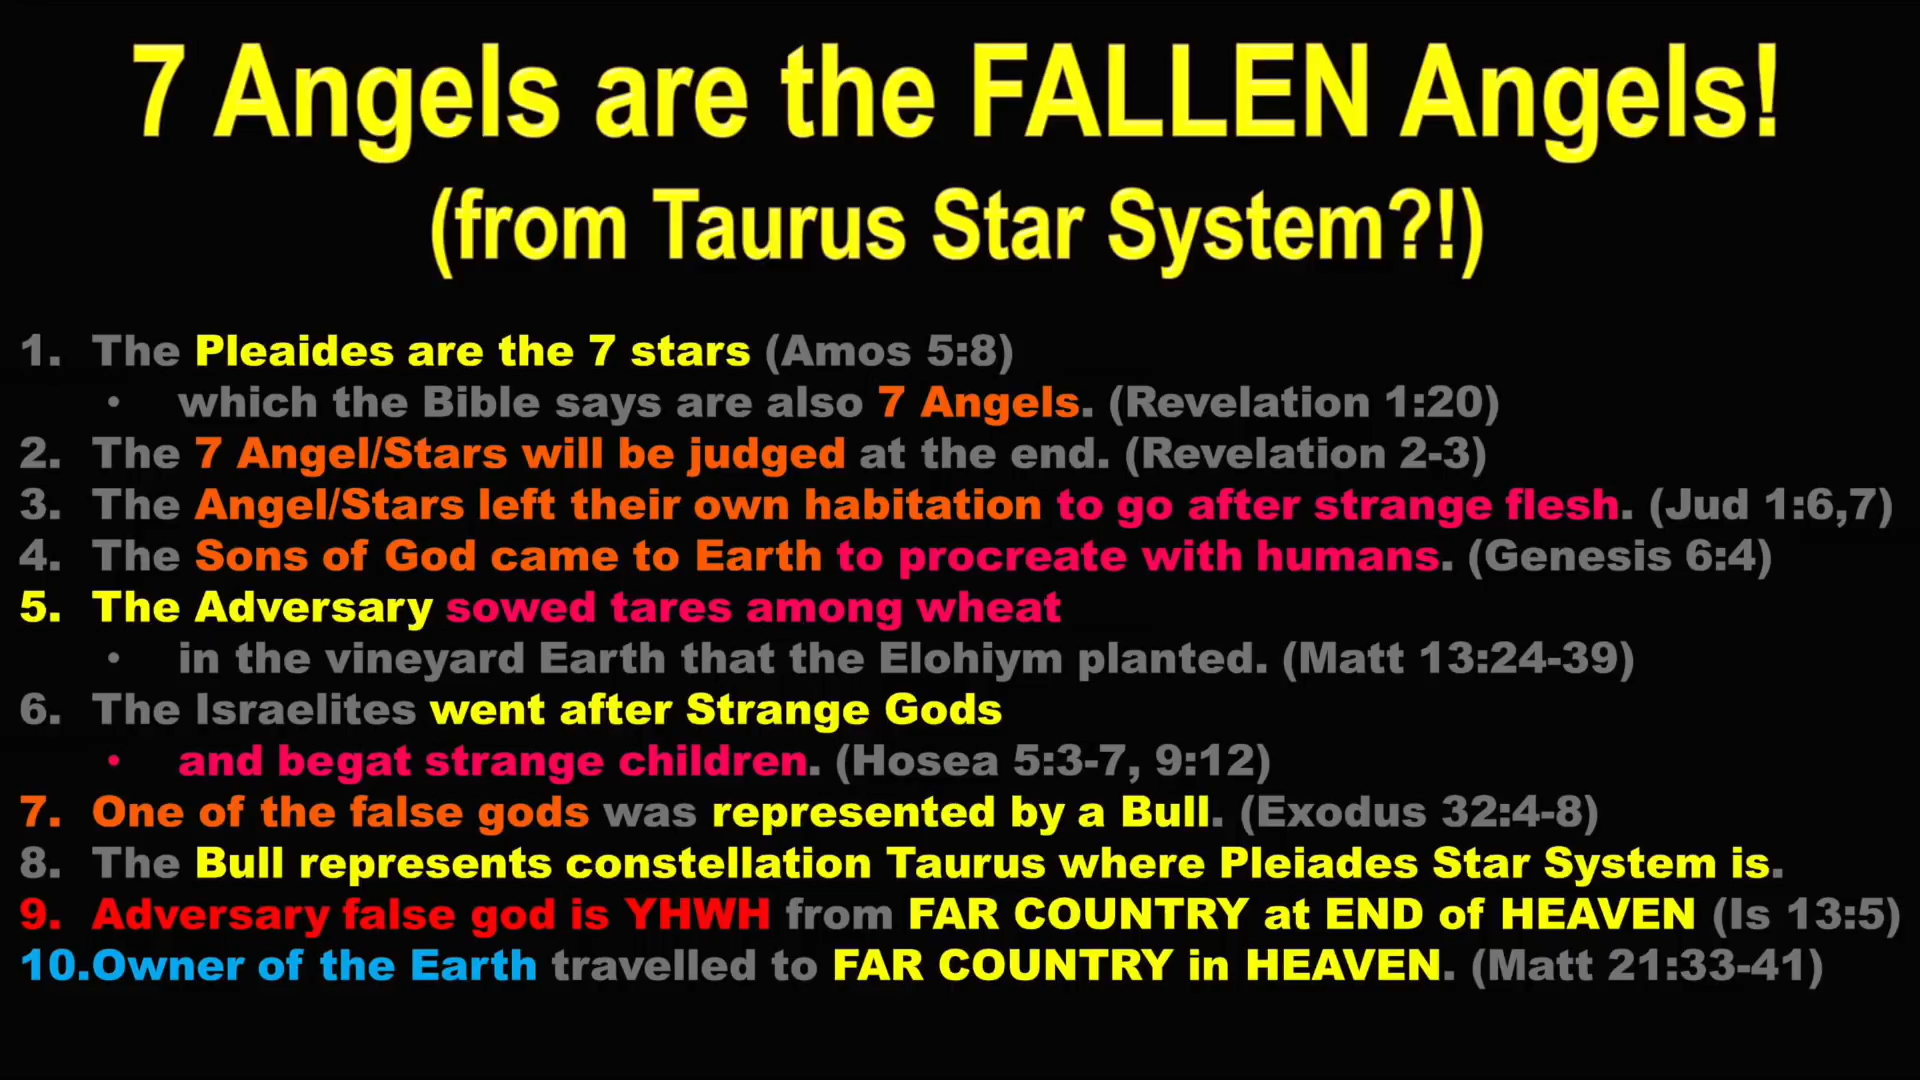 7 Angels are the FALLEN Angels!
(from Taurus Star System?!)
1. The Pleaides are the 7 stars (Amos 5:8)
• which the Bible says are also 7 Angels. (Revelation 1:20)
2. The 7 Angel/Stars will be judged at the end. (Revelation 2-3)
3. The Angel/Stars left their own habitation to go after strange flesh. (Jud 1:6,7)
4. The Sons of God came to Earth to procreate with humans. (Genesis 6:4)
5. The Adversary sowed tares among wheat
• in the vineyard Earth that the Elohiym planted. (Matt 13:24-39)
6. The Israelites went after Strange Gods
• and begat strange children. (Hosea 5:3-7, 9:12)
7. One of the false gods was represented by a Bull. (Exodus 32:4-8)
8. The Bull represents constellation Taurus where Pleiades Star System is.
9. Adversary false god is YHWH from FAR COUNTRY at END of HEAVEN (Is 13:5)
10.Owner of the Earth travelled to FAR COUNTRY in HEAVEN. (Matt 21:33-41)